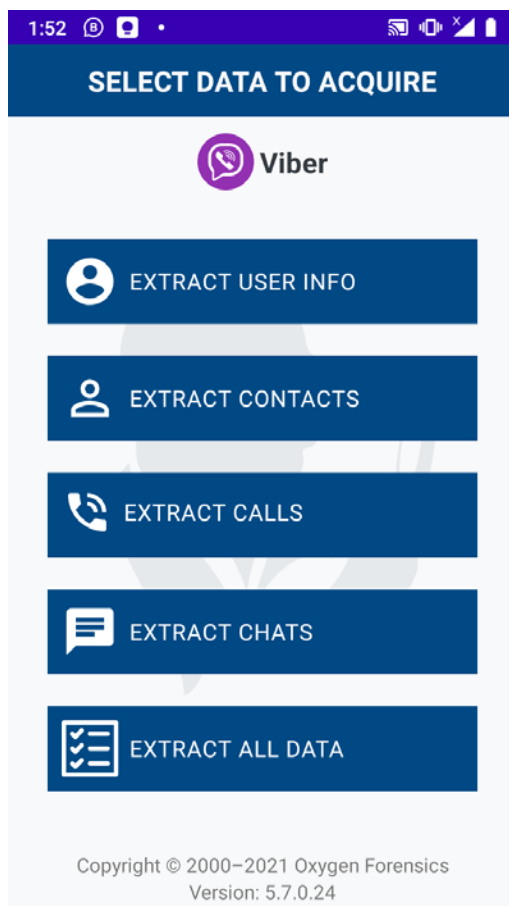 1:52
SELECT DATA TO ACQUIRE
Viber
EXTRACT USER INFO
EXTRACT CONTACTS
EXTRACT CALLS
EXTRACT CHATS
EXTRACT ALL DATA
Copyright © 2000–2021 Oxygen Forensics
Version: 5.7.0.24